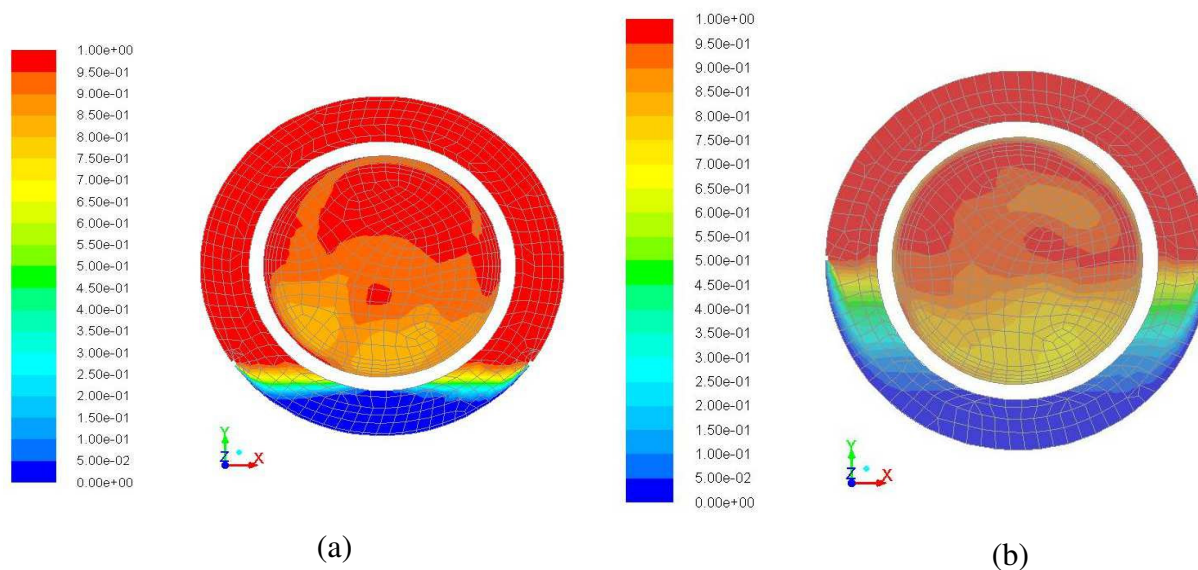 1.00e+00
9.50e-01
9.00e-01
8.50e-01
8.00e-01
7.50e-01
7.00e-01
6.50e-01
6.00e-01
5.50e-01
5.00e-01
4.50e-01
4.00e-01
3.50e-01
3.00e-01
2.50e-01
2.00e-01
1.50e-01
1.00e-01
5.00e-02
0.00e+00
Y
Z
X
(a)
1.00e+00
9.50e-01
9.00e-01
8.50e-01
8.00e-01
7.50e-01
7.00e-01
6.50e-01
6.00e-01
5.50e-01
5.00e-01
4.50e-01
4.00e-01
3.50e-01
3.00e-01
2.50e-01
2.00e-01
1.50e-01
1.00e-01
5.00e-02
0.00e+00
Y
Z
X
(b)